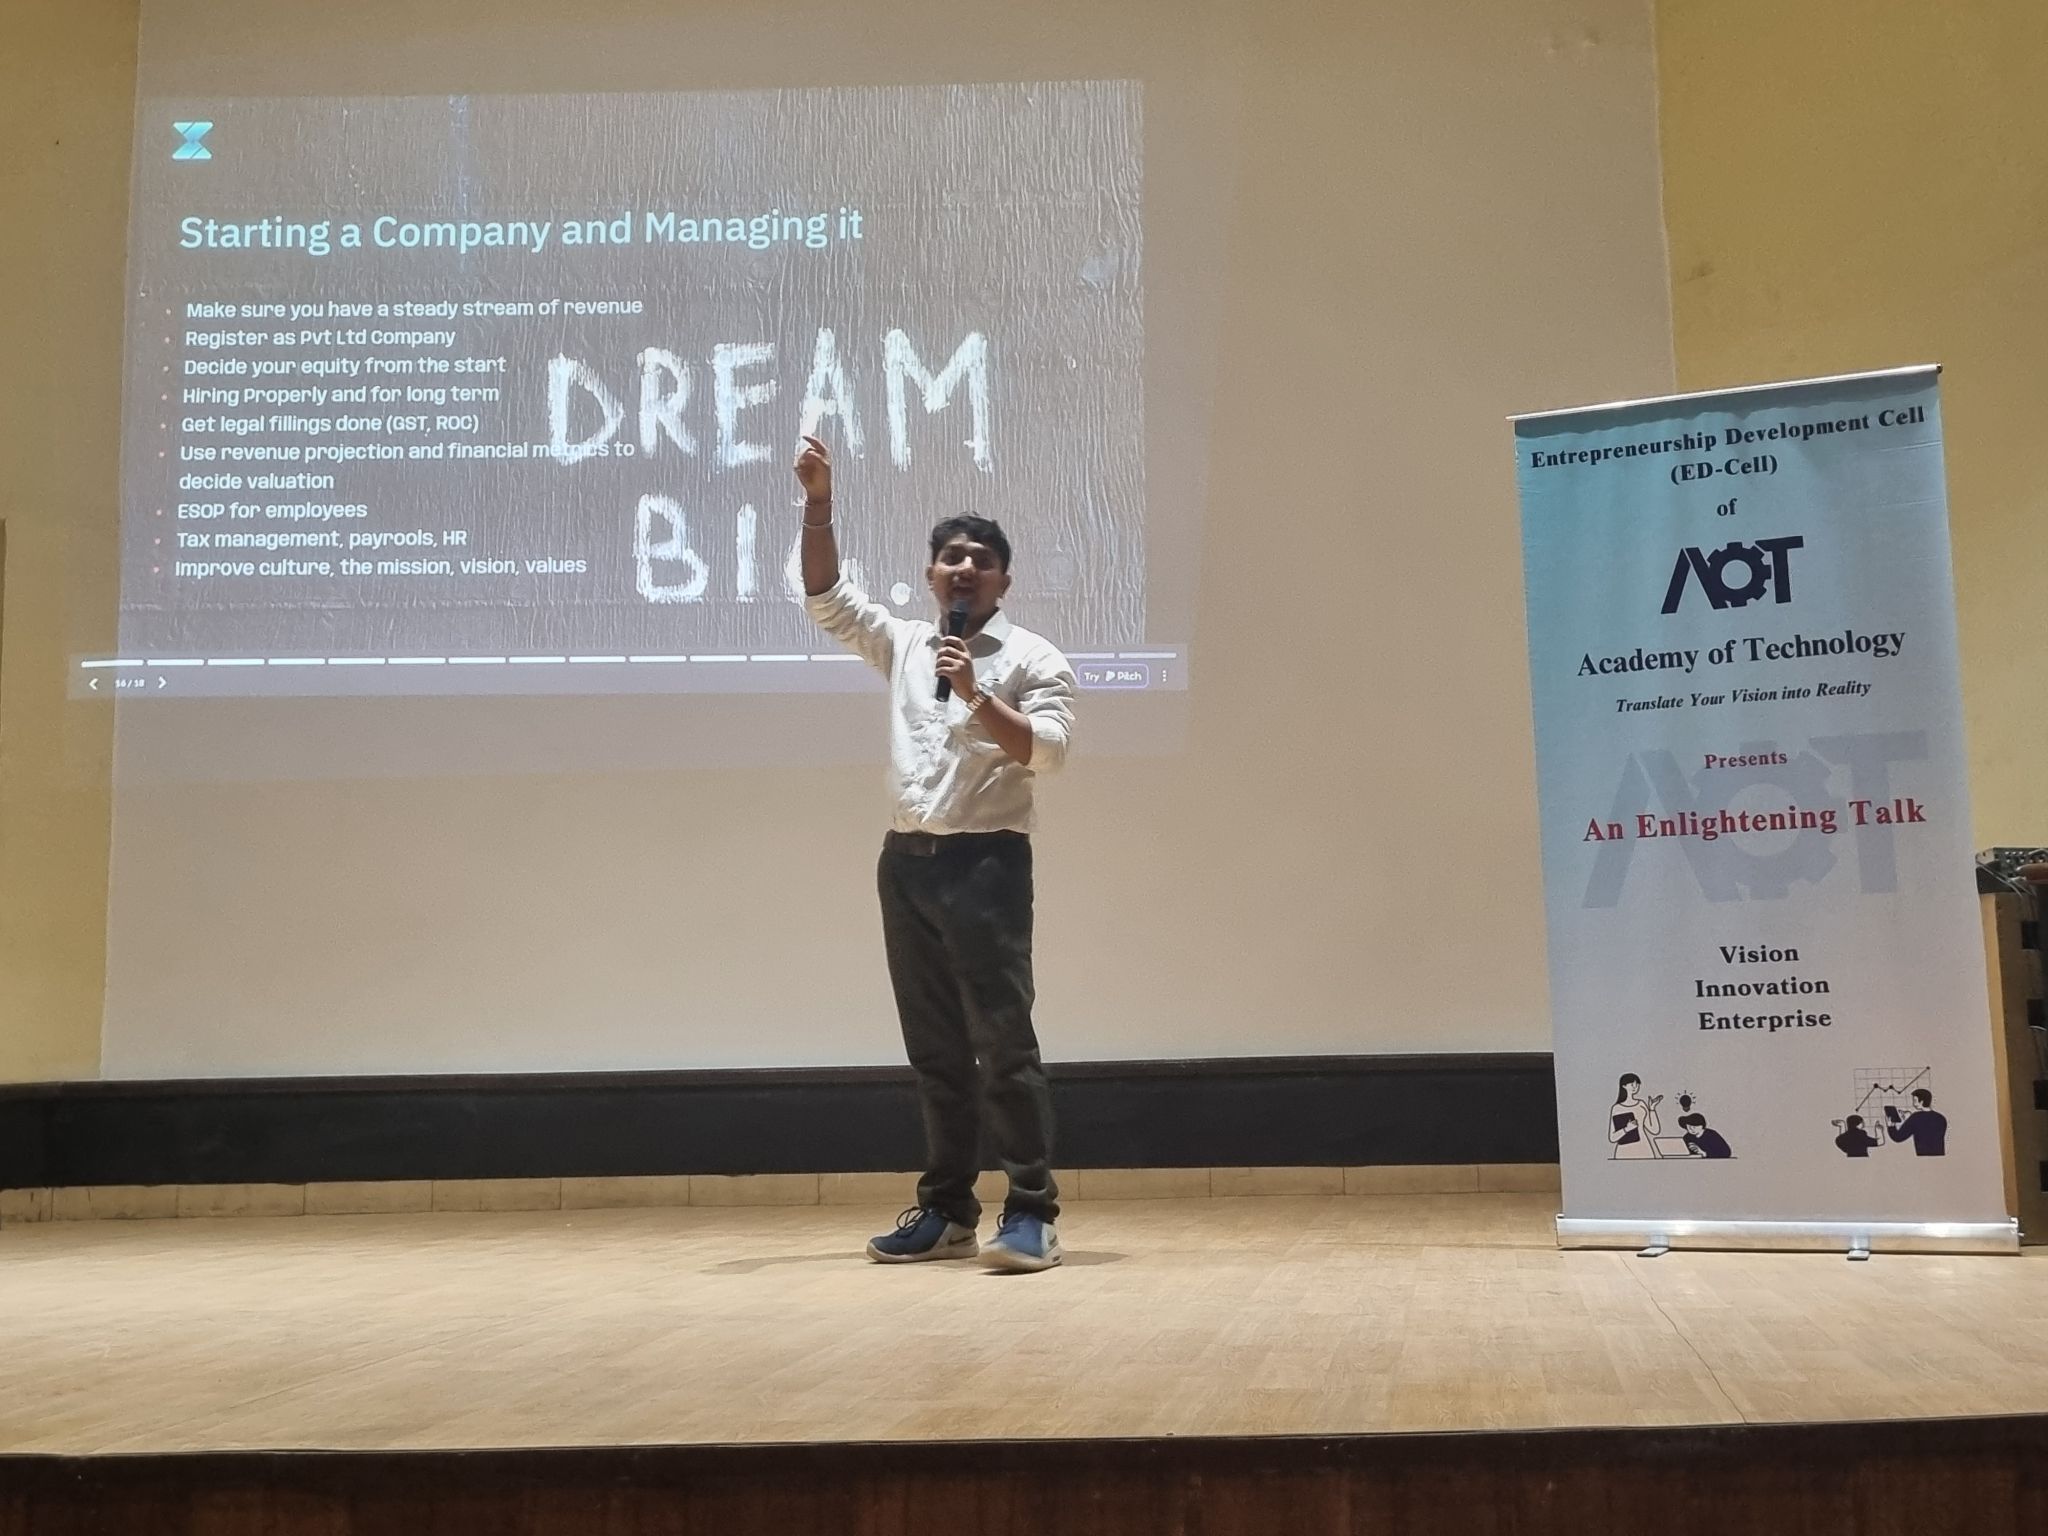 Starting a Company and Managing it
Make sure you have a steady stream of revenue
Register as Pvt Ltd Company
Decide your equity from the start
Hiring Properly and for long term
Get legal fillings done (GST, ROC)
Use revenue projection and financial metrics to
decide valuation
ESOP for employees
Tax management, payrools, HR
Improve culture, the mission, vision, values
DREAM
BIG.
16 / 18
Try Pitch
Entrepreneurship Development Cell
(ED-Cell)
of
AOT
Academy of Technology
Translate Your Vision into Reality
Presents
An Enlightening Talk
AOT
Vision
Innovation
Enterprise